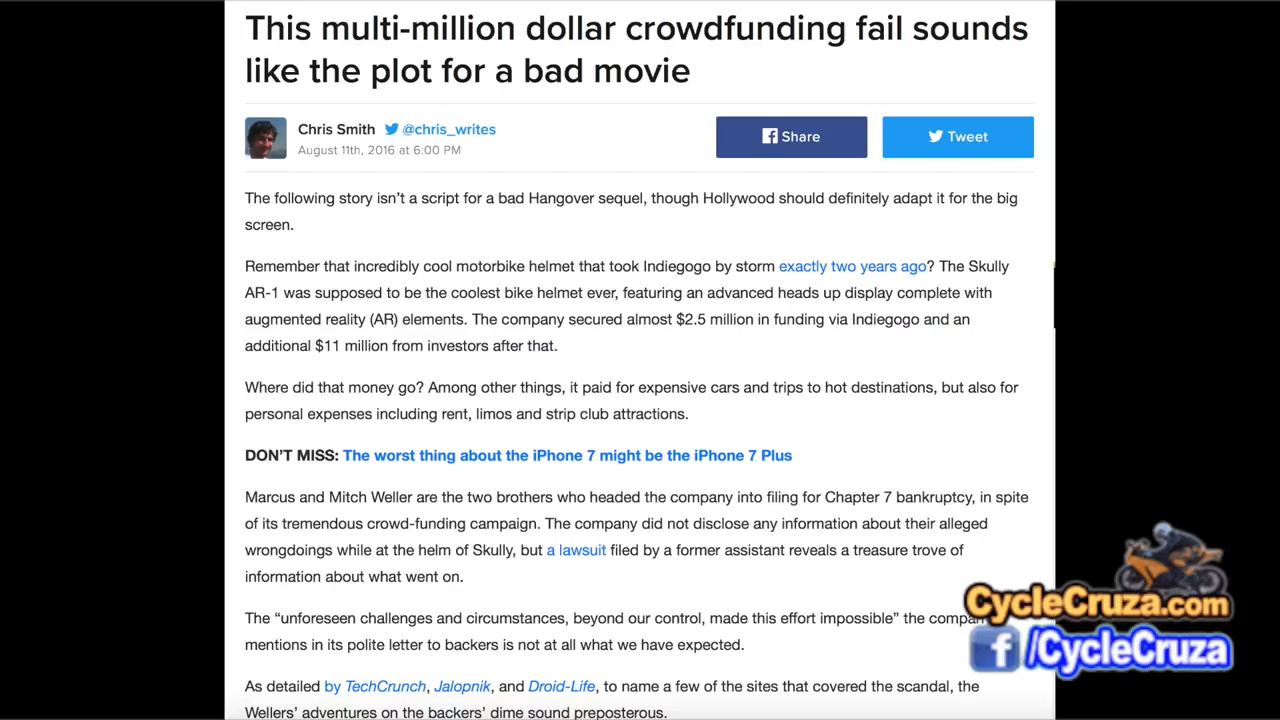 This multi-million dollar crowdfunding fail sounds
like the plot for a bad movie
Chris Smith @chris_writes
August 11th, 2016 at 6:00 PM
Share
Tweet
The following story isn’t a script for a bad Hangover sequel, though Hollywood should definitely adapt it for the big
screen.
Remember that incredibly cool motorbike helmet that took Indiegogo by storm exactly two years ago? The Skully
AR-1 was supposed to be the coolest bike helmet ever, featuring an advanced heads up display complete with
augmented reality (AR) elements. The company secured almost $2.5 million in funding via Indiegogo and an
additional $11 million from investors after that.
Where did that money go? Among other things, it paid for expensive cars and trips to hot destinations, but also for
personal expenses including rent, limos and strip club attractions.
DON’T MISS: The worst thing about the iPhone 7 might be the iPhone 7 Plus
Marcus and Mitch Weller are the two brothers who headed the company into filing for Chapter 7 bankruptcy, in spite
of its tremendous crowd-funding campaign. The company did not disclose any information about their alleged
wrongdoings while at the helm of Skully, but a lawsuit filed by a former assistant reveals a treasure trove of
information about what went on.
The “unforeseen challenges and circumstances, beyond our control, made this effort impossible” the compan
mentions in its polite letter to backers is not at all what we have expected.
As detailed by TechCrunch, Jalopnik, and Droid-Life, to name a few of the sites that covered the scandal, the
Wellers’ adventures on the backers’ dime sound preposterous.
CycleCruza.com
f /CycleCruza